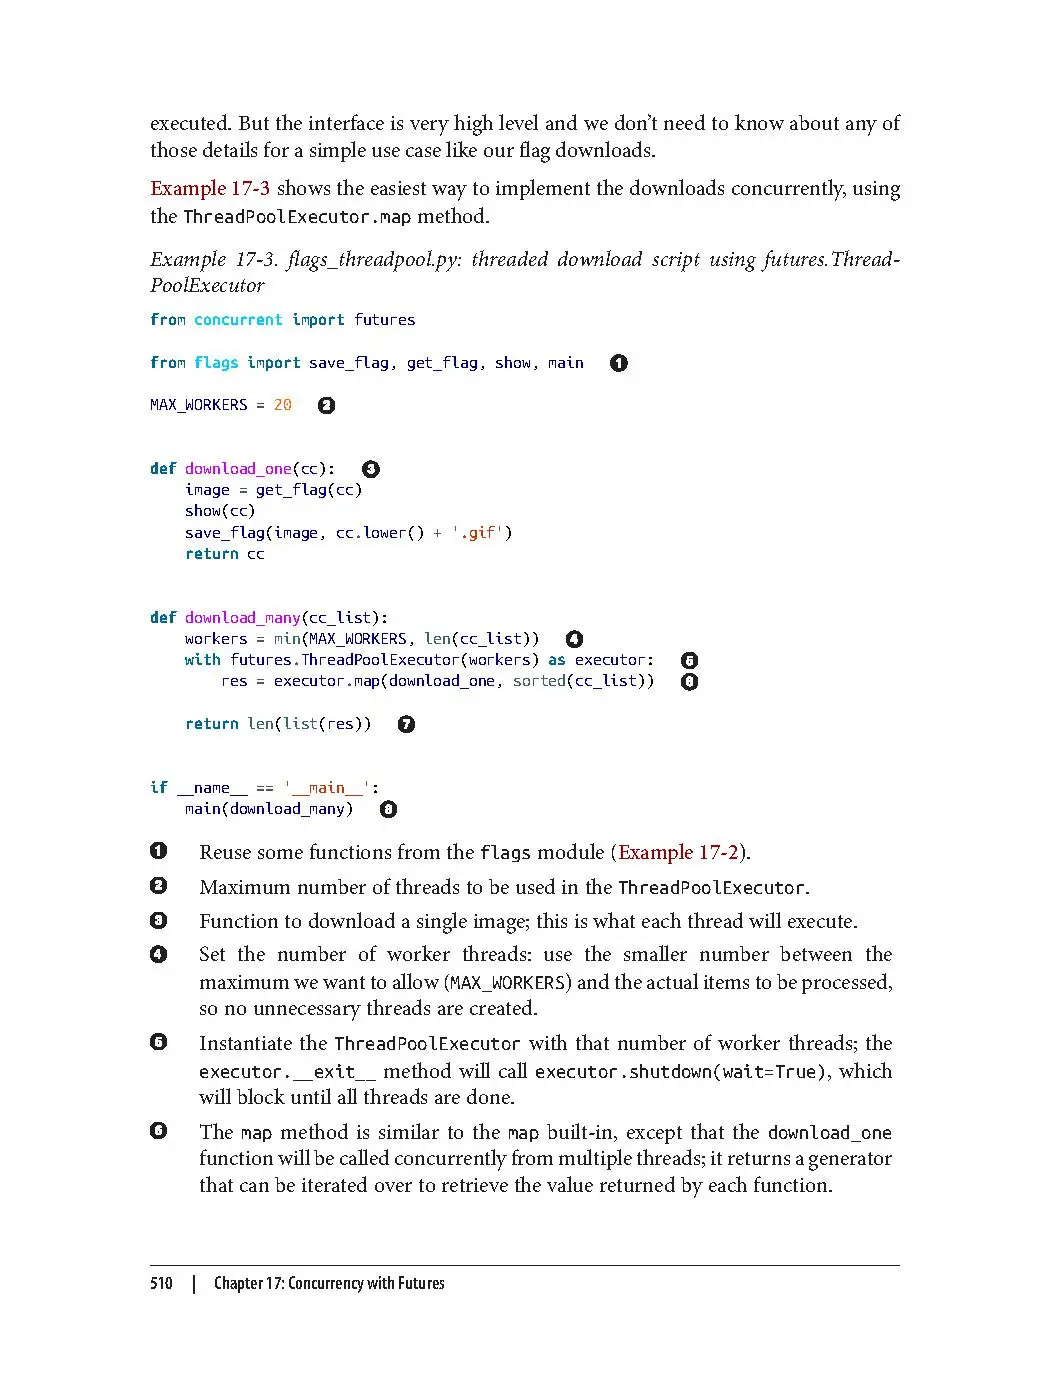 executed. But the interface is very high level and we don’t need to know about any of
those details for a simple use case like our flag downloads.
Example 17-3 shows the easiest way to implement the downloads concurrently, using
the ThreadPoolExecutor.map method.
Example 17-3. flags_threadpool.py: threaded download script using futures.Thread-
PoolExecutor
from concurrent import futures
from flags import save_flag, get_flag, show, main ❶
MAX_WORKERS = 20 ❷
def download_one(cc): ❸
    image = get_flag(cc)
    show(cc)
    save_flag(image, cc.lower() + '.gif')
    return cc
def download_many(cc_list):
    workers = min(MAX_WORKERS, len(cc_list)) ❹
    with futures.ThreadPoolExecutor(workers) as executor: ❺
        res = executor.map(download_one, sorted(cc_list)) ❻
    return len(list(res)) ❼
if __name__ == '__main__':
    main(download_many) ❽
❶ Reuse some functions from the flags module (Example 17-2).
❷ Maximum number of threads to be used in the ThreadPoolExecutor.
❸ Function to download a single image; this is what each thread will execute.
❹ Set the number of worker threads: use the smaller number between the
maximum we want to allow (MAX_WORKERS) and the actual items to be processed,
so no unnecessary threads are created.
❺ Instantiate the ThreadPoolExecutor with that number of worker threads; the
executor.__exit__ method will call executor.shutdown(wait=True), which
will block until all threads are done.
❻ The map method is similar to the map built-in, except that the download_one
function will be called concurrently from multiple threads; it returns a generator
that can be iterated over to retrieve the value returned by each function.
510 | Chapter 17: Concurrency with Futures